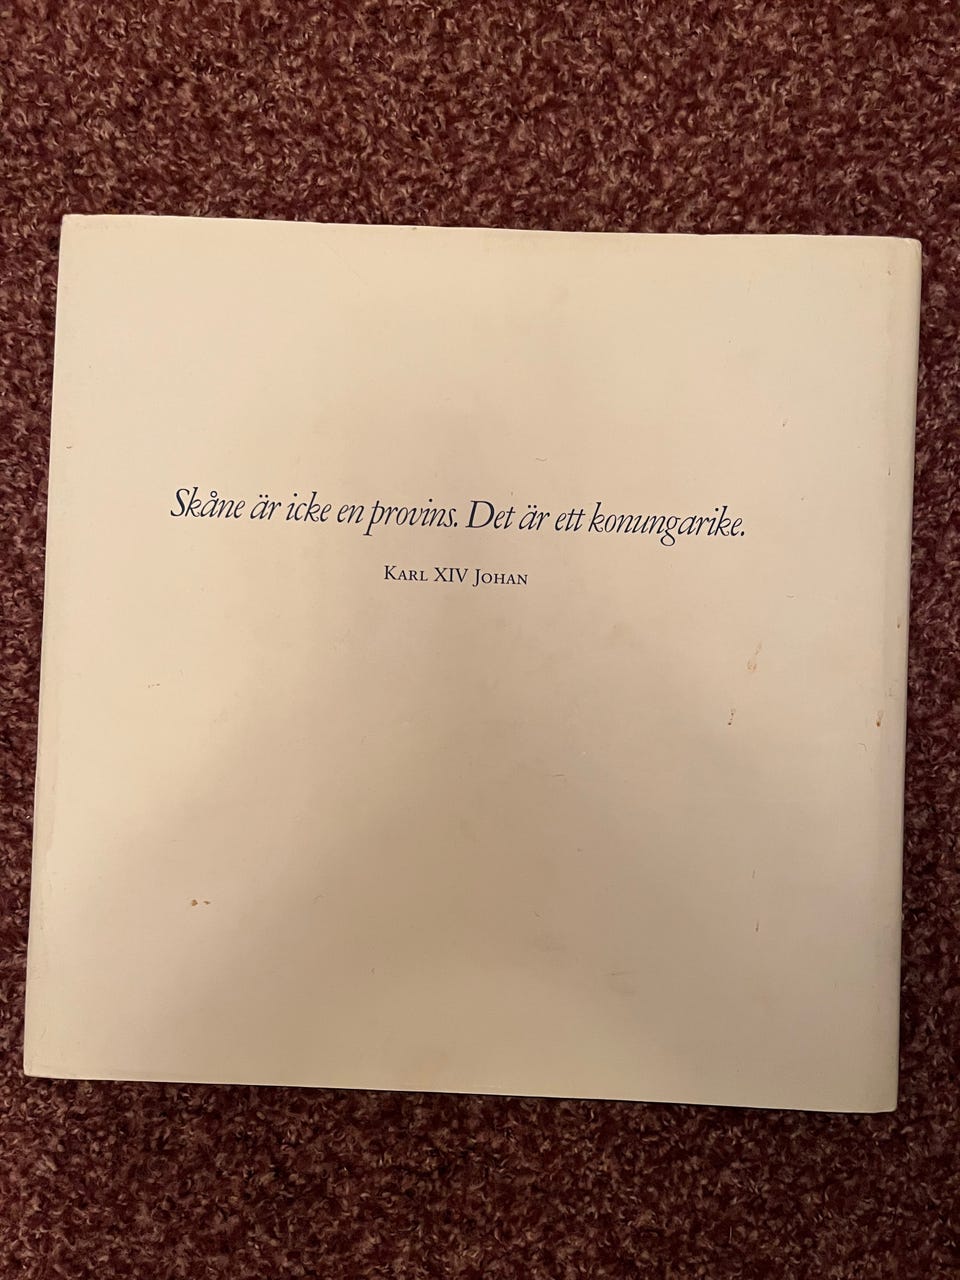 Skåne är icke en provins. Det är ett konungarike.
Karl XIV Johan